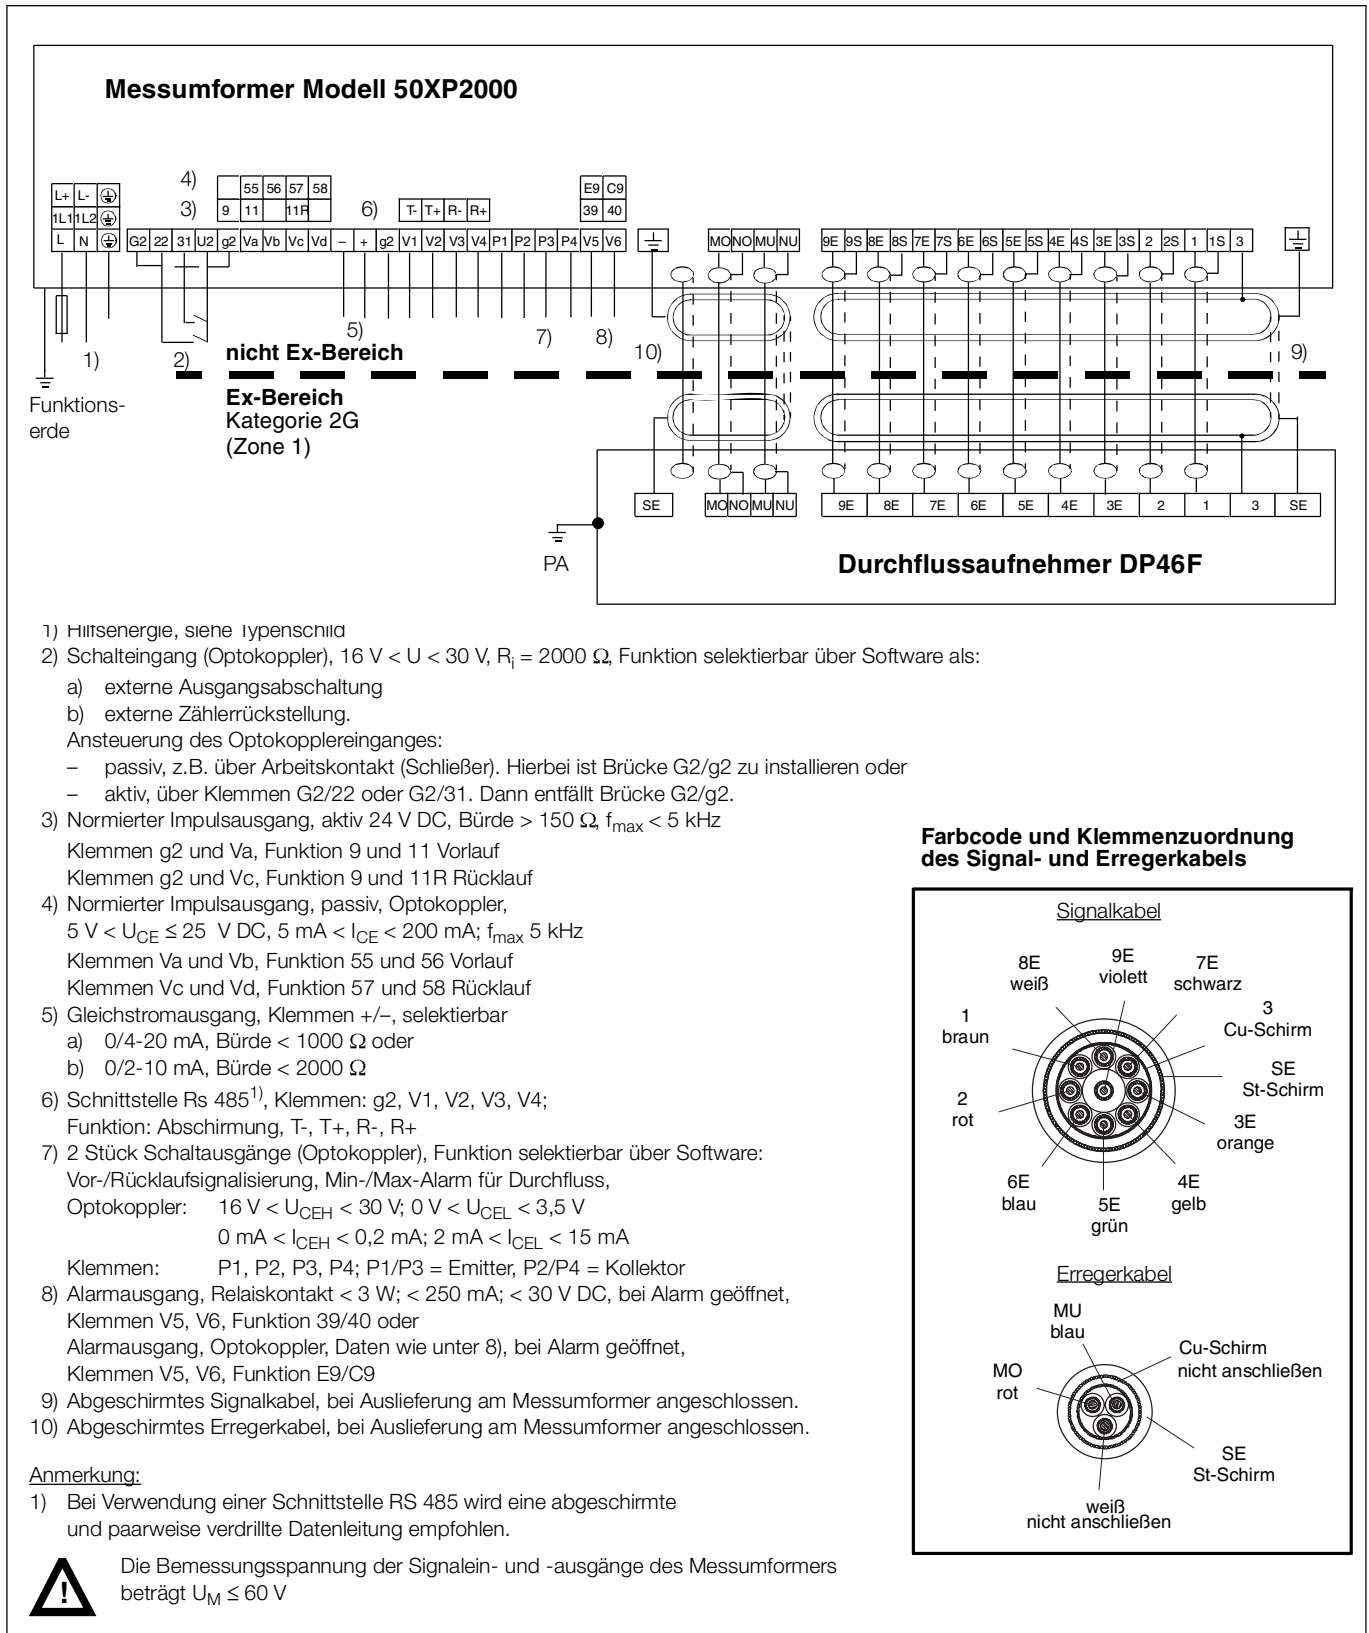 Messumformer Modell 50XP2000
4) 55 56 57 58 E9 C9
L+ L-
3) 9 11 11R 6) T- T+ R- R+ 39 40
1L1 1L2
L N G2 22 31 U2 g2 Va Vb Vc Vd – + g2 V1 V2 V3 V4 P1 P2 P3 P4 V5 V6 MO NO MU NU 9E 9S 8E 8S 7E 7S 6E 6S 5E 5S 4E 4S 3E 3S 2 2S 1 1S 3
1) 2) 5) 7) 8) 10) 9)
nicht Ex-Bereich
Ex-Bereich
Kategorie 2G
(Zone 1)
Funktions-
erde
SE MO NO MU NU 9E 8E 7E 6E 5E 4E 3E 2 1 3 SE
PA
Durchflussaufnehmer DP46F
1) Hilfsenergie, siehe Typenschild
2) Schalteingang (Optokoppler), 16 V < U < 30 V, Ri = 2000 Ω, Funktion selektierbar über Software als:
a) externe Ausgangsabschaltung
b) externe Zählerrückstellung.
Ansteuerung des Optokopplereinganges:
– passiv, z.B. über Arbeitskontakt (Schließer). Hierbei ist Brücke G2/g2 zu installieren oder
– aktiv, über Klemmen G2/22 oder G2/31. Dann entfällt Brücke G2/g2.
3) Normierter Impulsausgang, aktiv 24 V DC, Bürde > 150 Ω, fmax < 5 kHz
Klemmen g2 und Va, Funktion 9 und 11 Vorlauf
Klemmen g2 und Vc, Funktion 9 und 11R Rücklauf
4) Normierter Impulsausgang, passiv, Optokoppler,
5 V < UCE ≤ 25 V DC, 5 mA < ICE < 200 mA; fmax 5 kHz
Klemmen Va und Vb, Funktion 55 und 56 Vorlauf
Klemmen Vc und Vd, Funktion 57 und 58 Rücklauf
5) Gleichstromausgang, Klemmen +/–, selektierbar
a) 0/4-20 mA, Bürde < 1000 Ω oder
b) 0/2-10 mA, Bürde < 2000 Ω
6) Schnittstelle Rs 485 1), Klemmen: g2, V1, V2, V3, V4;
Funktion: Abschirmung, T-, T+, R-, R+
7) 2 Stück Schaltausgänge (Optokoppler), Funktion selektierbar über Software:
Vor-/Rücklaufsignalisierung, Min-/Max-Alarm für Durchfluss,
Optokoppler: 16 V < UCEH < 30 V; 0 V < UCEL < 3,5 V
0 mA < ICEH < 0,2 mA; 2 mA < ICEL < 15 mA
Klemmen: P1, P2, P3, P4; P1/P3 = Emitter, P2/P4 = Kollektor
8) Alarmausgang, Relaiskontakt < 3 W; < 250 mA; < 30 V DC, bei Alarm geöffnet,
Klemmen V5, V6, Funktion 39/40 oder
Alarmausgang, Optokoppler, Daten wie unter 8), bei Alarm geöffnet,
Klemmen V5, V6, Funktion E9/C9
9) Abgeschirmtes Signalkabel, bei Auslieferung am Messumformer angeschlossen.
10) Abgeschirmtes Erregerkabel, bei Auslieferung am Messumformer angeschlossen.
Anmerkung:
1) Bei Verwendung einer Schnittstelle RS 485 wird eine abgeschirmte
und paarweise verdrillte Datenleitung empfohlen.
!
Die Bemessungsspannung der Signalein- und -ausgänge des Messumformers
beträgt UM ≤ 60 V
Farbcode und Klemmenzuordnung
des Signal- und Erregerkabels
Signalkabel
8E
weiß
9E
violett
7E
schwarz
1
braun
3
Cu-Schirm
SE
St-Schirm
2
rot
3E
orange
6E
blau
5E
grün
4E
gelb
Erregerkabel
MU
blau
MO
rot
Cu-Schirm
nicht anschließen
SE
St-Schirm
weiß
nicht anschließen